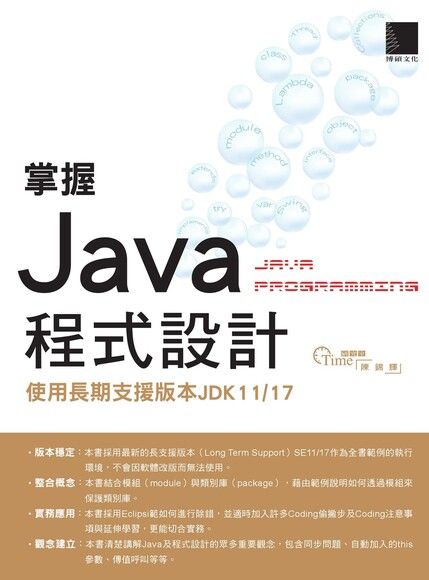 Collections
Thread
class
博碩文化
Lambda
package
module
object
method
interface
extends
try
var
Swing
掌握
Java
JAVA
PROGRAMMING
程式設計
Time
陳錦輝
使用長期支援版本JDK 11/17
• 版本穩定：本書採用最新的長支援版本（Long Term Support）SE11/17作為全書範例的執行
環境，不會因軟體改版而無法使用。
• 整合概念：本書結合模組（module）與類別庫（package），藉由範例說明如何透過模組來
保護類別庫。
• 實務應用：本書採用Eclipsi範如何進行除錯，並適時加入許多Coding偷撇步及Coding注意事
項與延伸學習，更能切合實務。
• 觀念建立：本書清楚講解Java及程式設計的眾多重要觀念，包含同步問題、自動加入的this
參數、傳值呼叫等等。